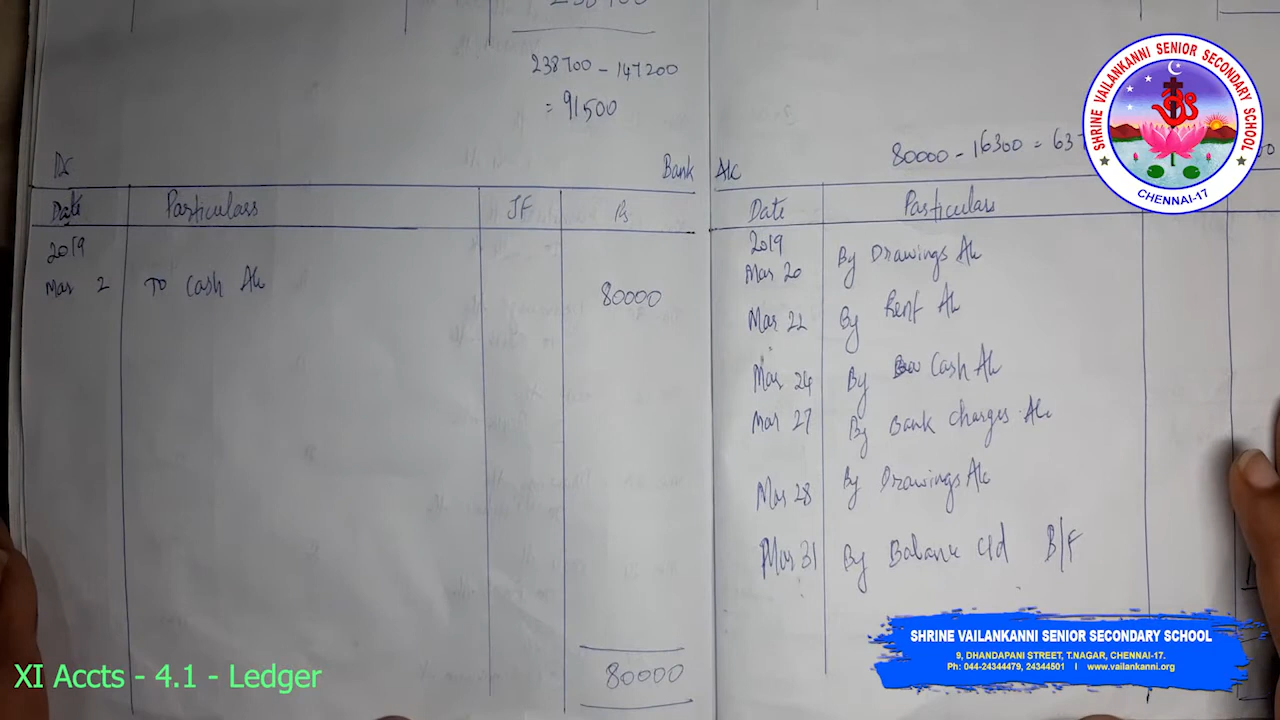 238700 - 147200
= 91500
80000 - 16300 = 637
Dr Bank A/c
Date Particulars JF Rs Date Particulars
2019
Mar 2 To Cash A/c 80000
2019
Mar 20 By Drawings A/c
Mar 22 By Rent A/c
Mar 24 By Cash A/c
Mar 27 By Bank Charges A/c
Mar 28 By Drawings A/c
Mar 31 By Balance c/d B/F
80000
SHRINE VAILANKANNI SENIOR SECONDARY SCHOOL
CHENNAI-17
XI Accts - 4.1 - Ledger
SHRINE VAILANKANNI SENIOR SECONDARY SCHOOL
9, DHANDAPANI STREET, T.NAGAR, CHENNAI-17.
Ph: 044-24344479, 24344501 I www.vailankanni.org